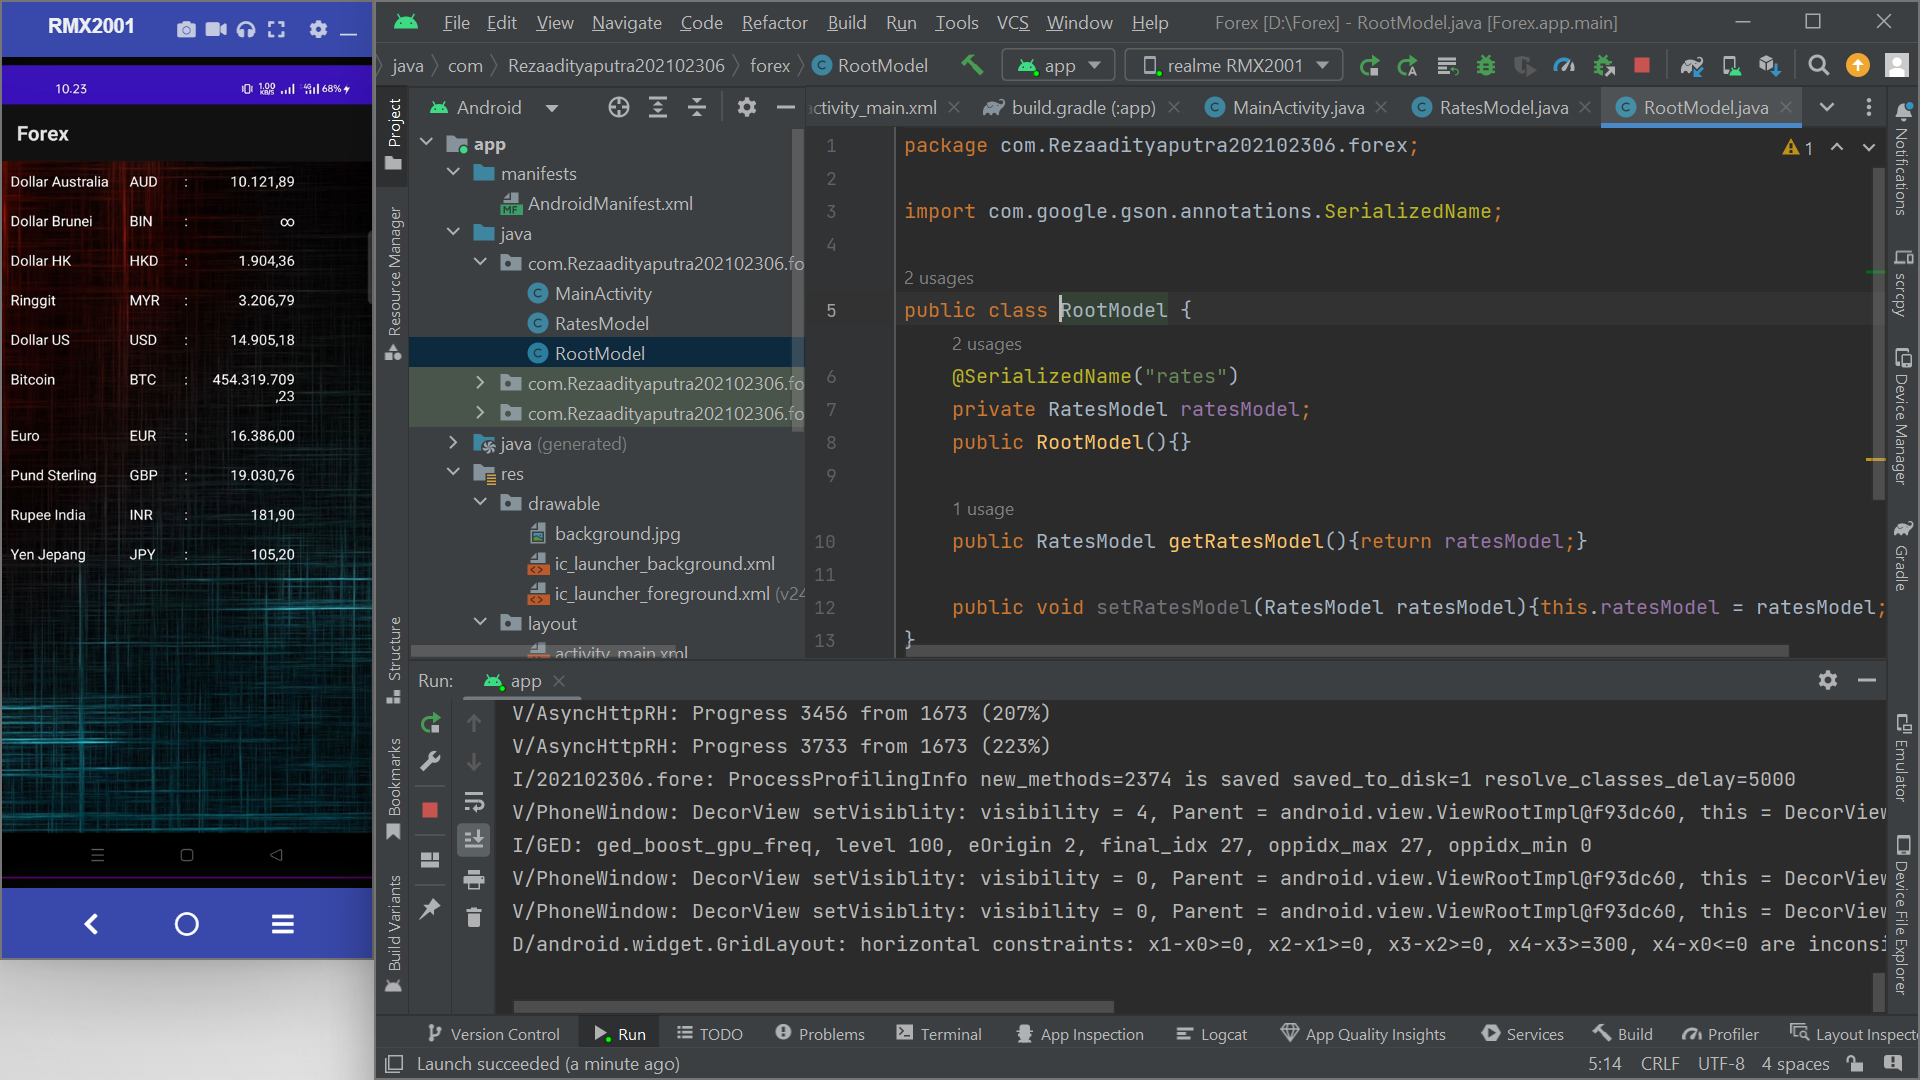 RMX2001
10.23
1.00 KB/S
4G
68%
Forex
Dollar Australia AUD : 10.121,89
Dollar Brunei BIN : ∞
Dollar HK HKD : 1.904,36
Ringgit MYR : 3.206,79
Dollar US USD : 14.905,18
Bitcoin BTC : 454.319.709
,23
Euro EUR : 16.386,00
Pund Sterling GBP : 19.030,76
Rupee India INR : 181,90
Yen Jepang JPY : 105,20
File Edit View Navigate Code Refactor Build Run Tools VCS Window Help Forex [D:\Forex] - RootModel.java [Forex.app.main]
java com Rezaadityaputra202102306 forex RootModel app realme RMX2001
Project
Resource Manager
Structure
Bookmarks
Build Variants
Android
app
manifests
AndroidManifest.xml
java
com.Rezaadityaputra202102306.fo
MainActivity
RatesModel
RootModel
com.Rezaadityaputra202102306.fo
com.Rezaadityaputra202102306.fo
java (generated)
res
drawable
background.jpg
ic_launcher_background.xml
ic_launcher_foreground.xml (v24
layout
activity_main.xml
ctivity_main.xml build.gradle (:app) MainActivity.java RatesModel.java RootModel.java
1 package com.Rezaadityaputra202102306.forex;
1
2
3 import com.google.gson.annotations.SerializedName;
4
2 usages
5 public class RootModel {
2 usages
6 @SerializedName("rates")
7 private RatesModel ratesModel;
8 public RootModel(){}
9
1 usage
10 public RatesModel getRatesModel(){return ratesModel;}
11
12 public void setRatesModel(RatesModel ratesModel){this.ratesModel = ratesModel;
13 }
Notifications
scrcpy
Device Manager
Gradle
Emulator
Device File Explorer
Run: app
V/AsyncHttpRH: Progress 3456 from 1673 (207%)
V/AsyncHttpRH: Progress 3733 from 1673 (223%)
I/202102306.fore: ProcessProfilingInfo new_methods=2374 is saved saved_to_disk=1 resolve_classes_delay=5000
V/PhoneWindow: DecorView setVisiblity: visibility = 4, Parent = android.view.ViewRootImpl@f93dc60, this = DecorView
I/GED: ged_boost_gpu_freq, level 100, eOrigin 2, final_idx 27, oppidx_max 27, oppidx_min 0
V/PhoneWindow: DecorView setVisiblity: visibility = 0, Parent = android.view.ViewRootImpl@f93dc60, this = DecorView
V/PhoneWindow: DecorView setVisiblity: visibility = 0, Parent = android.view.ViewRootImpl@f93dc60, this = DecorView
D/android.widget.GridLayout: horizontal constraints: x1-x0>=0, x2-x1>=0, x3-x2>=0, x4-x3>=300, x4-x0<=0 are inconsi
Version Control Run TODO Problems Terminal App Inspection Logcat App Quality Insights Services Build Profiler Layout Inspect
Launch succeeded (a minute ago) 5:14 CRLF UTF-8 4 spaces